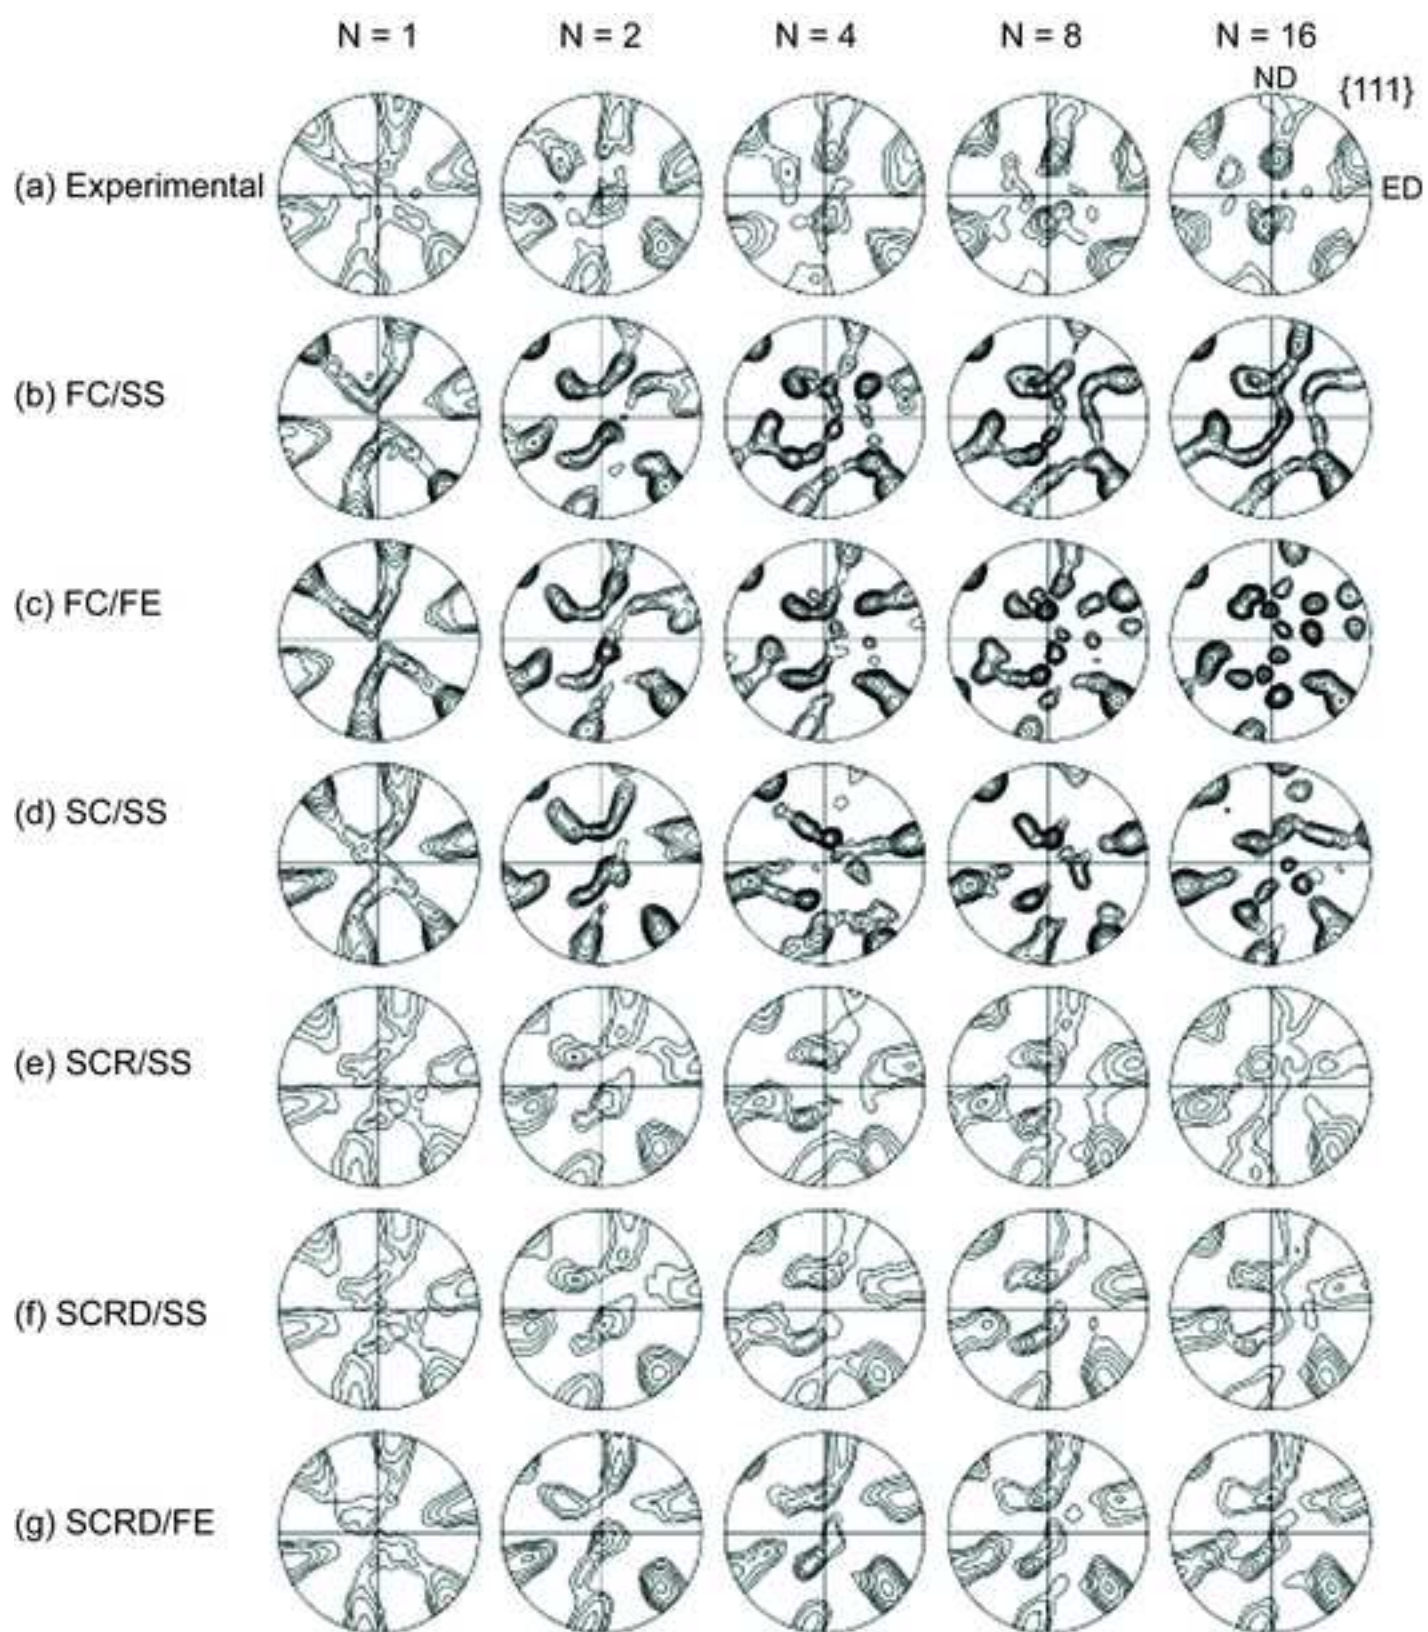 N = 1 N = 2 N = 4 N = 8 N = 16
ND {111}
(a) Experimental ED
(b) FC/SS
(c) FC/FE
(d) SC/SS
(e) SCR/SS
(f) SCRD/SS
(g) SCRD/FE